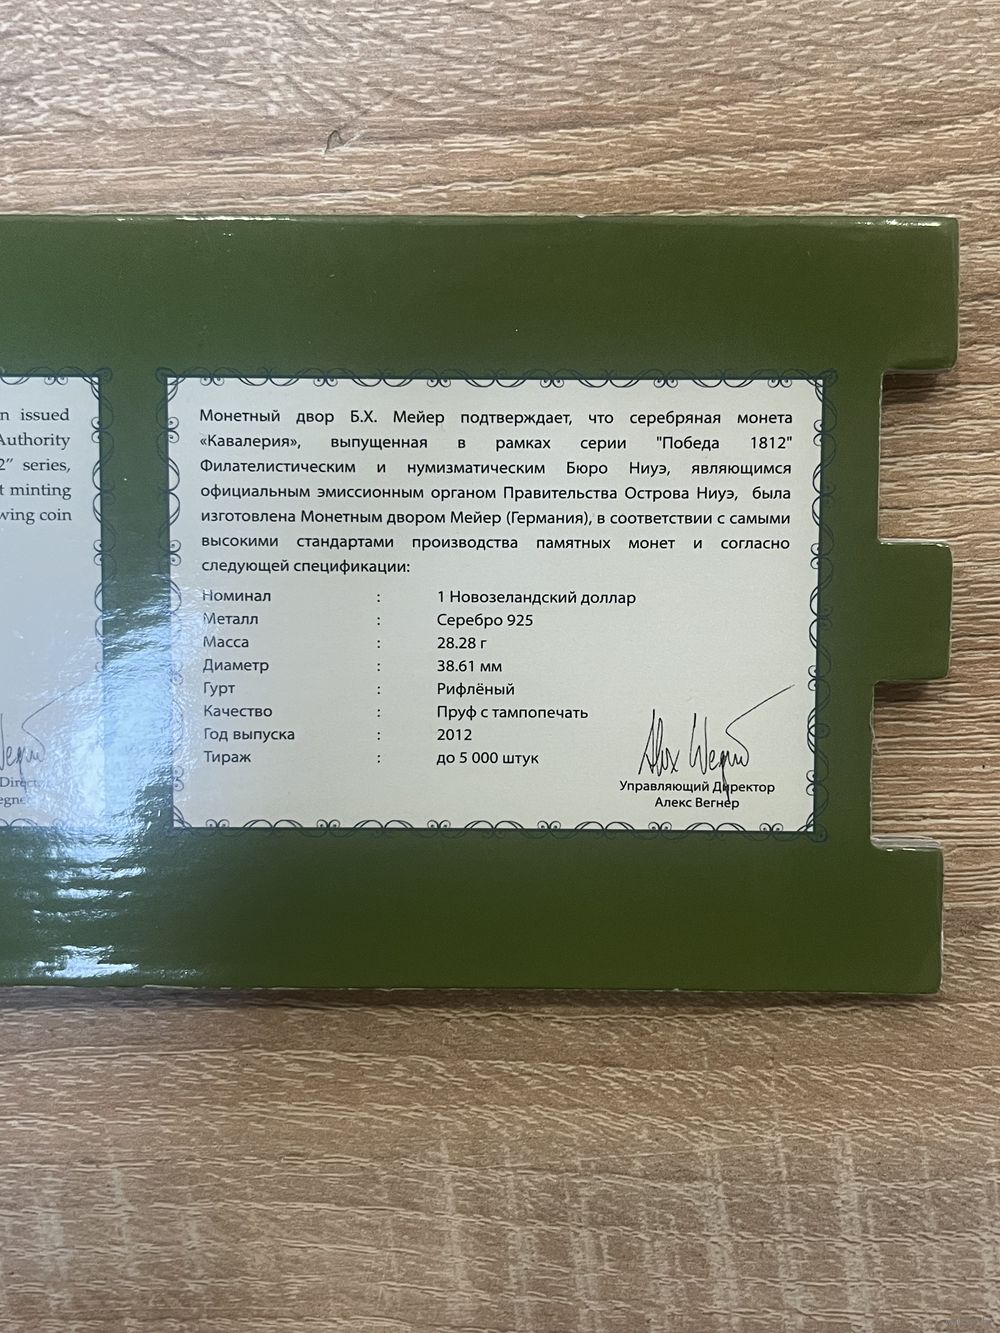 n issued
Authority
2" series,
t minting
wing coin
Direct
egne
Монетный двор Б.Х. Мейер подтверждает, что серебряная монета
«Кавалерия», выпущенная в рамках серии "Победа 1812"
Филателистическим и нумизматическим Бюро Ниуэ, являющимся
официальным эмиссионным органом Правительства Острова Ниуэ, была
изготовлена Монетным двором Мейер (Германия), в соответствии с самыми
высокими стандартами производства памятных монет и согласно
следующей спецификации:
Номинал : 1 Новозеландский доллар
Металл : Серебро 925
Масса : 28.28 г
Диаметр : 38.61 мм
Гурт : Рифлёный
Качество : Пруф с тампопечать
Год выпуска : 2012
Тираж : до 5 000 штук
Alex Wegner
Управляющий Директор
Алекс Вегнер